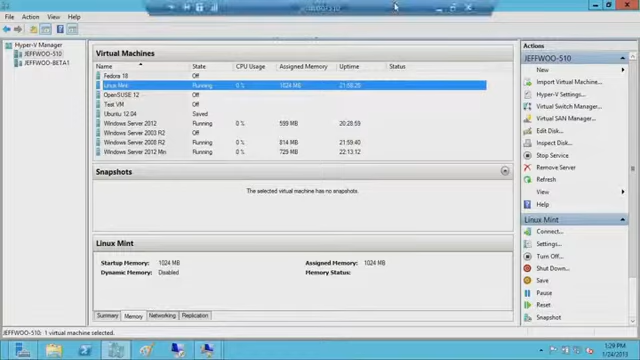 File Action View Help
Hyper-V Manager
JEFFWOO-510
JEFFWOO-BETA1
Virtual Machines
Name State CPU Usage Assigned Memory Uptime Status
Fedora 18 Off
Linux Mint Running 0 % 1024 MB 21:58:20
OpenSUSE 12 Off
Test VM Off
Ubuntu 12.04 Saved
Windows Server 2012 Running 0 % 599 MB 20:28:59
Windows Server 2003 R2 Off
Windows Server 2008 R2 Running 0 % 814 MB 21:59:40
Windows Server 2012 Min Running 0 % 729 MB 22:13:12
Snapshots
The selected virtual machine has no snapshots.
Linux Mint
Startup Memory: 1024 MB Assigned Memory: 1024 MB
Dynamic Memory: Disabled Memory Status:
Summary Memory Networking Replication
Actions
JEFFWOO-510
New
Import Virtual Machine...
Hyper-V Settings...
Virtual Switch Manager...
Virtual SAN Manager...
Edit Disk...
Inspect Disk...
Stop Service
Remove Server
Refresh
View
Help
Linux Mint
Connect...
Settings...
Turn Off...
Shut Down...
Save
Pause
Reset
Snapshot
JEFFWOO-510: 1 virtual machine selected.
1:29 PM
1/24/2013